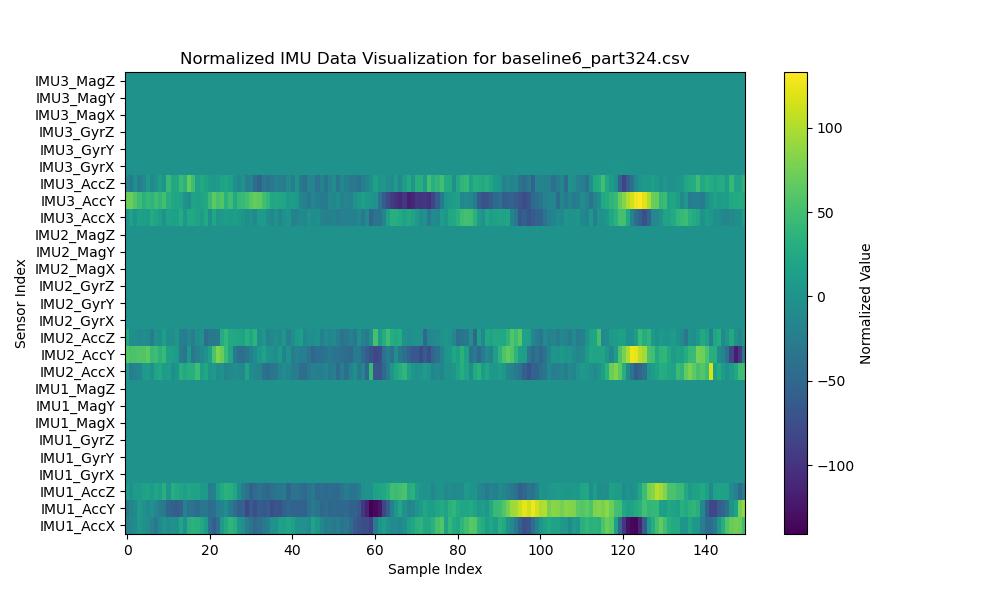 Normalized IMU Data Visualization for baseline6_part324.csv
IMU3_MagZ
IMU3_MagY
IMU3_MagX
IMU3_GyrZ
IMU3_GyrY
IMU3_GyrX
IMU3_AccZ
IMU3_AccY
IMU3_AccX
IMU2_MagZ
IMU2_MagY
IMU2_MagX
IMU2_GyrZ
IMU2_GyrY
IMU2_GyrX
IMU2_AccZ
IMU2_AccY
IMU2_AccX
IMU1_MagZ
IMU1_MagY
IMU1_MagX
IMU1_GyrZ
IMU1_GyrY
IMU1_GyrX
IMU1_AccZ
IMU1_AccY
IMU1_AccX
Sensor Index
0 20 40 60 80 100 120 140
Sample Index
100
50
0
−50
−100
Normalized Value